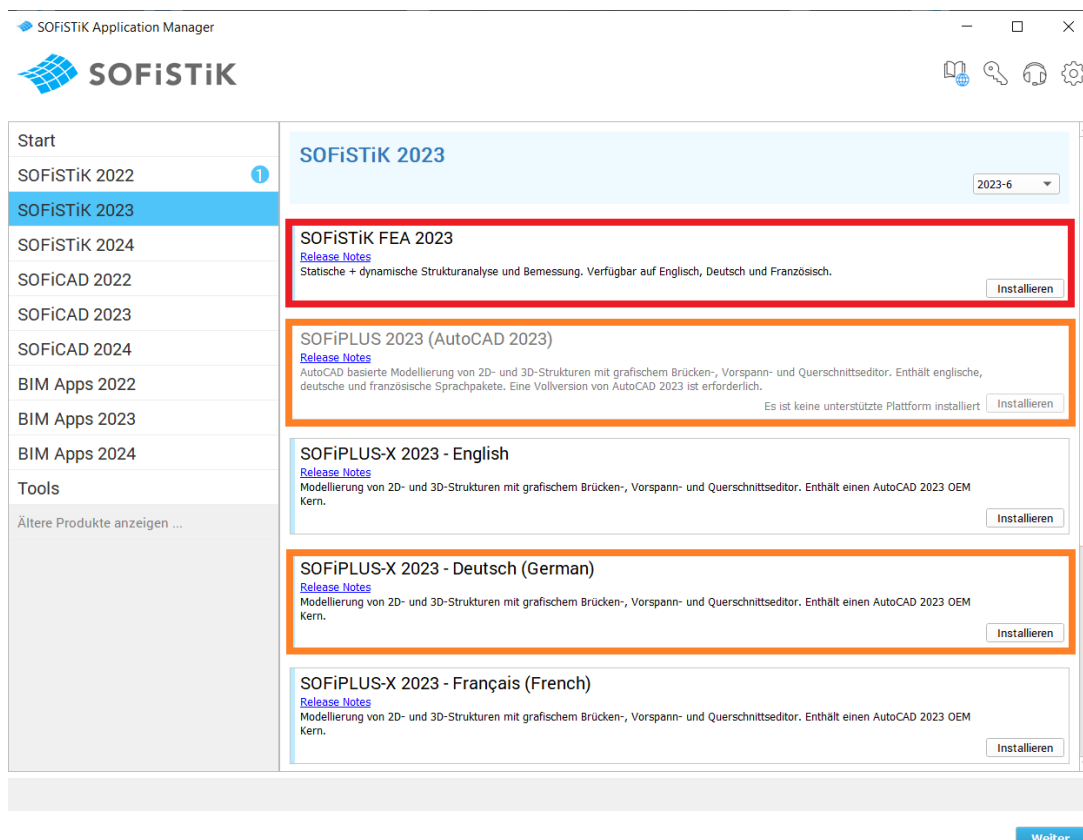 SOFiSTiK Application Manager
SOFiSTiK
Start
SOFiSTiK 2022
1
SOFiSTiK 2023
SOFiSTiK 2024
SOFiCAD 2022
SOFiCAD 2023
SOFiCAD 2024
BIM Apps 2022
BIM Apps 2023
BIM Apps 2024
Tools
Ältere Produkte anzeigen ...
SOFiSTiK 2023
2023-6
SOFiSTiK FEA 2023
Release Notes
Statische + dynamische Strukturanalyse und Bemessung. Verfügbar auf Englisch, Deutsch und Französisch.
Installieren
SOFiPLUS 2023 (AutoCAD 2023)
Release Notes
AutoCAD basierte Modellierung von 2D- und 3D-Strukturen mit grafischem Brücken-, Vorspann- und Querschnittseditor. Enthält englische,
deutsche und französische Sprachpakete. Eine Vollversion von AutoCAD 2023 ist erforderlich.
Es ist keine unterstützte Plattform installiert
Installieren
SOFiPLUS-X 2023 - English
Release Notes
Modellierung von 2D- und 3D-Strukturen mit grafischem Brücken-, Vorspann- und Querschnittseditor. Enthält einen AutoCAD 2023 OEM
Kern.
Installieren
SOFiPLUS-X 2023 - Deutsch (German)
Release Notes
Modellierung von 2D- und 3D-Strukturen mit grafischem Brücken-, Vorspann- und Querschnittseditor. Enthält einen AutoCAD 2023 OEM
Kern.
Installieren
SOFiPLUS-X 2023 - Français (French)
Release Notes
Modellierung von 2D- und 3D-Strukturen mit grafischem Brücken-, Vorspann- und Querschnittseditor. Enthält einen AutoCAD 2023 OEM
Kern.
Installieren
Weiter